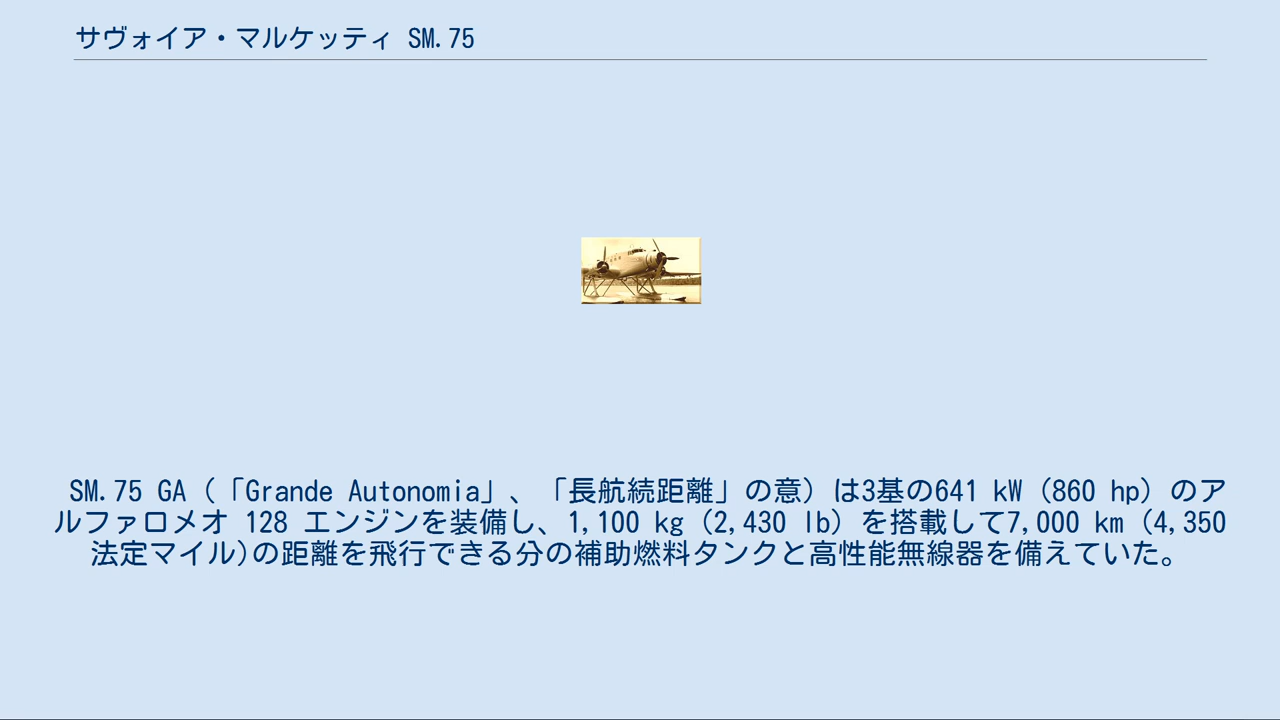 サヴォイア・マルケッティ SM.75
SM.75 GA (「Grande Autonomia」、「長航続距離」の意) は3基の641 kW (860 hp) のア
ルファロメオ 128 エンジンを装備し、1,100 kg (2,430 lb) を搭載して7,000 km (4,350
法定マイル)の距離を飛行できる分の補助燃料タンクと高性能無線器を備えていた。